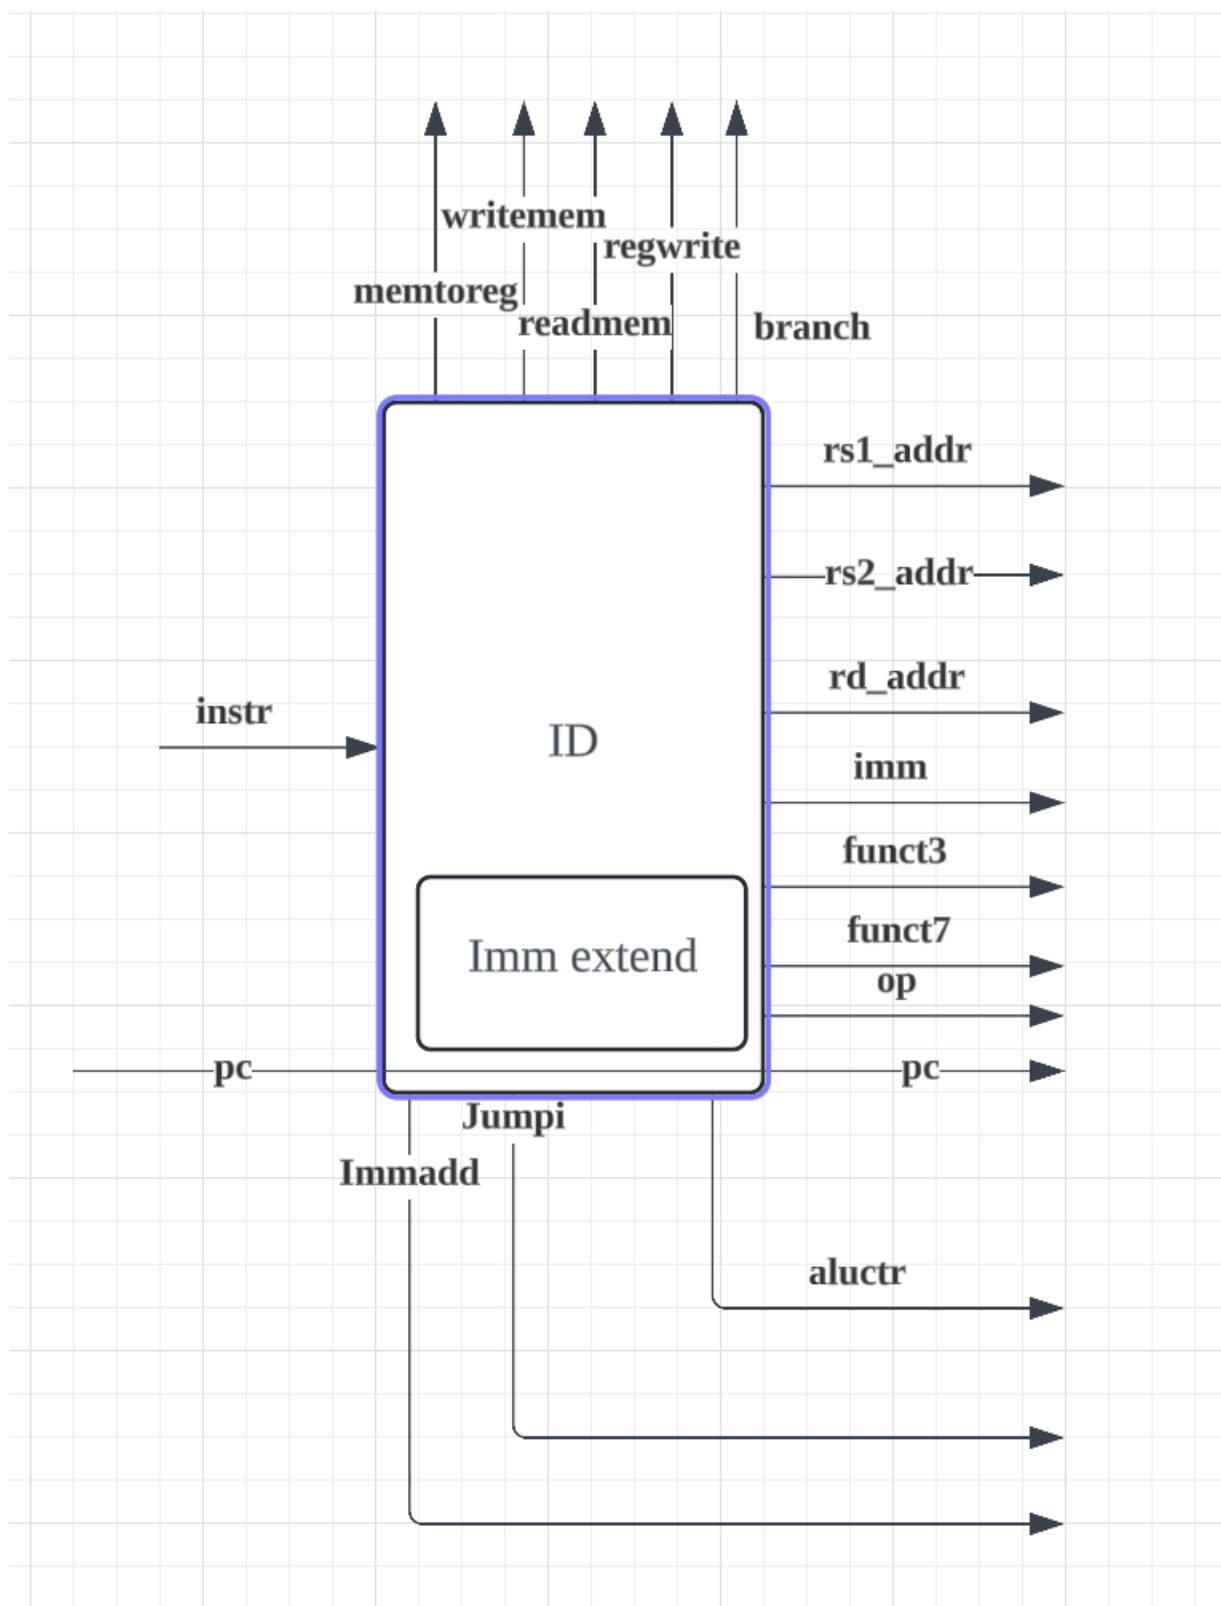 writemem
regwrite
memtoreg
readmem
branch
rs1_addr
rs2_addr
rd_addr
instr
ID
imm
funct3
funct7
Imm extend
op
pc
pc
Jumpi
Immadd
aluctr